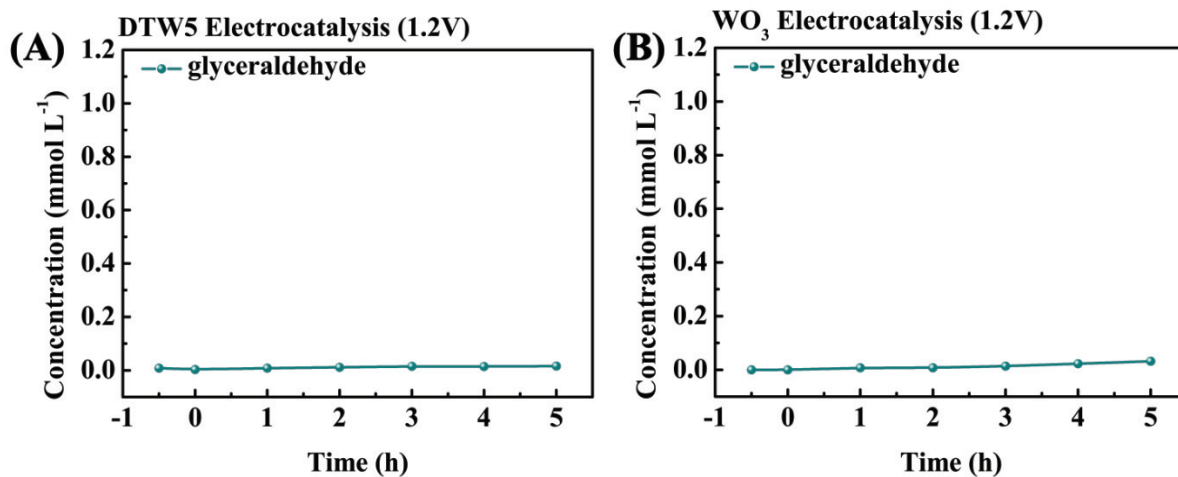 (A)
DTW5 Electrocatalysis (1.2V)
glyceraldehyde
Concentration (mmol L⁻¹)
1.2
1.0
0.8
0.6
0.4
0.2
0.0
-1 0 1 2 3 4 5
Time (h)
(B)
WO₃ Electrocatalysis (1.2V)
glyceraldehyde
Concentration (mmol L⁻¹)
1.2
1.0
0.8
0.6
0.4
0.2
0.0
-1 0 1 2 3 4 5
Time (h)